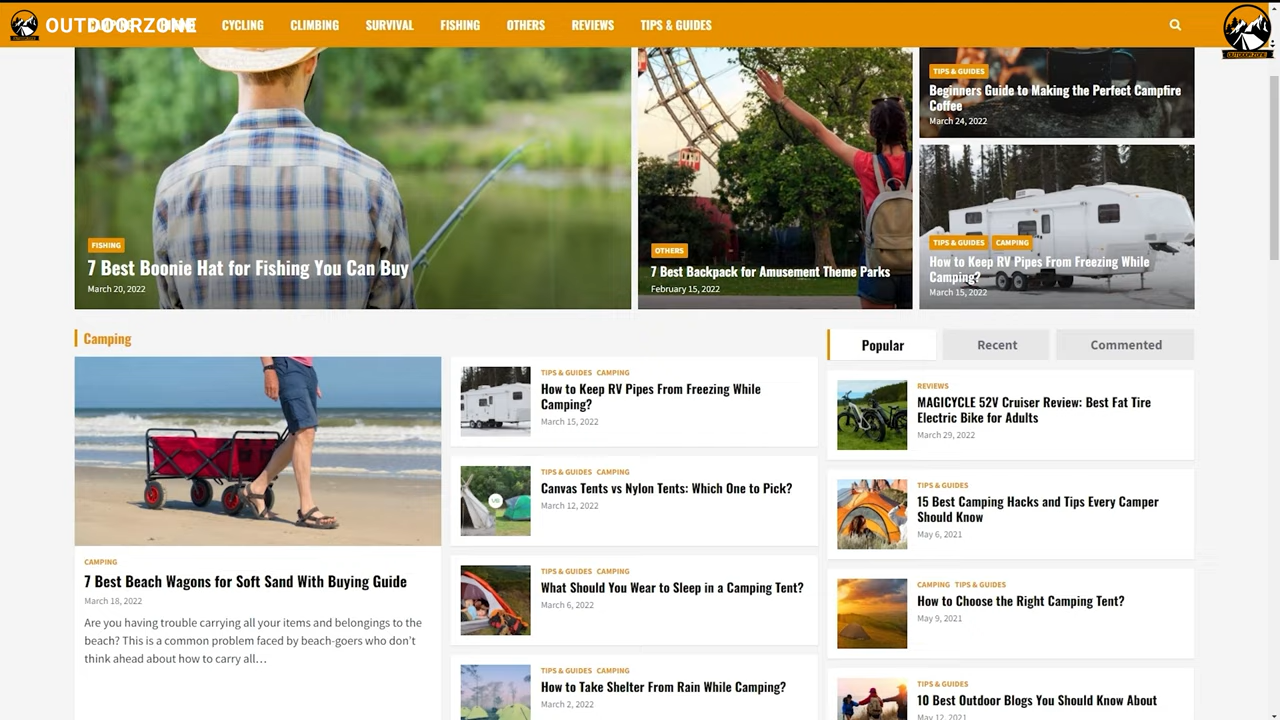 OUTDOORZONE
CYCLING
CLIMBING
SURVIVAL
FISHING
OTHERS
REVIEWS
TIPS & GUIDES
OUTDOORZONE
FISHING
7 Best Boonie Hat for Fishing You Can Buy
March 20, 2022
OTHERS
7 Best Backpack for Amusement Theme Parks
February 15, 2022
TIPS & GUIDES
Beginners Guide to Making the Perfect Campfire
Coffee
March 24, 2022
TIPS & GUIDES CAMPING
How to Keep RV Pipes From Freezing While
Camping?
March 15, 2022
Camping
CAMPING
7 Best Beach Wagons for Soft Sand With Buying Guide
March 18, 2022
Are you having trouble carrying all your items and belongings to the
beach? This is a common problem faced by beach-goers who don't
think ahead about how to carry all…
TIPS & GUIDES CAMPING
How to Keep RV Pipes From Freezing While
Camping?
March 15, 2022
VS
TIPS & GUIDES CAMPING
Canvas Tents vs Nylon Tents: Which One to Pick?
March 12, 2022
TIPS & GUIDES CAMPING
What Should You Wear to Sleep in a Camping Tent?
March 6, 2022
TIPS & GUIDES CAMPING
How to Take Shelter From Rain While Camping?
March 2, 2022
Popular
Recent
Commented
REVIEWS
MAGICYCLE 52V Cruiser Review: Best Fat Tire
Electric Bike for Adults
March 29, 2022
TIPS & GUIDES
15 Best Camping Hacks and Tips Every Camper
Should Know
May 6, 2021
CAMPING TIPS & GUIDES
How to Choose the Right Camping Tent?
May 9, 2021
TIPS & GUIDES
10 Best Outdoor Blogs You Should Know About
May 12, 2021